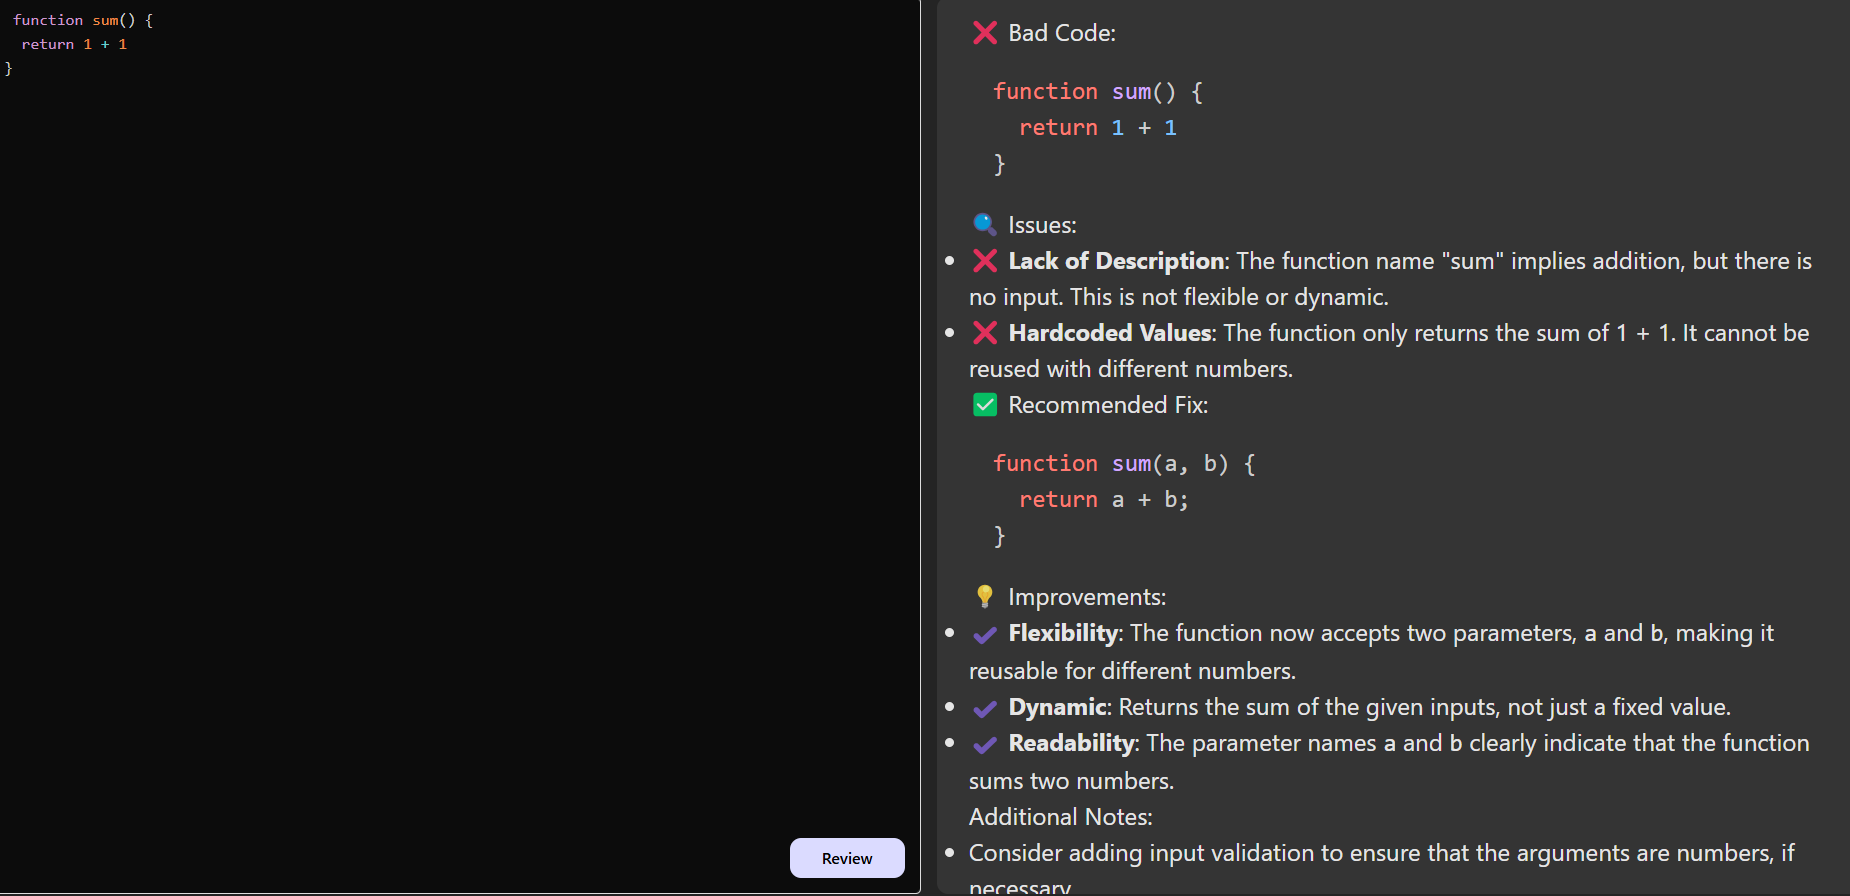 function sum() {
return 1 + 1
}
Review
❌ Bad Code:
function sum() {
return 1 + 1
}
🔍 Issues:
• ❌ Lack of Description: The function name "sum" implies addition, but there is
no input. This is not flexible or dynamic.
• ❌ Hardcoded Values: The function only returns the sum of 1 + 1. It cannot be
reused with different numbers.
✅ Recommended Fix:
function sum(a, b) {
return a + b;
}
💡 Improvements:
• ✔ Flexibility: The function now accepts two parameters, a and b, making it
reusable for different numbers.
• ✔ Dynamic: Returns the sum of the given inputs, not just a fixed value.
• ✔ Readability: The parameter names a and b clearly indicate that the function
sums two numbers.
Additional Notes:
• Consider adding input validation to ensure that the arguments are numbers, if
necessary